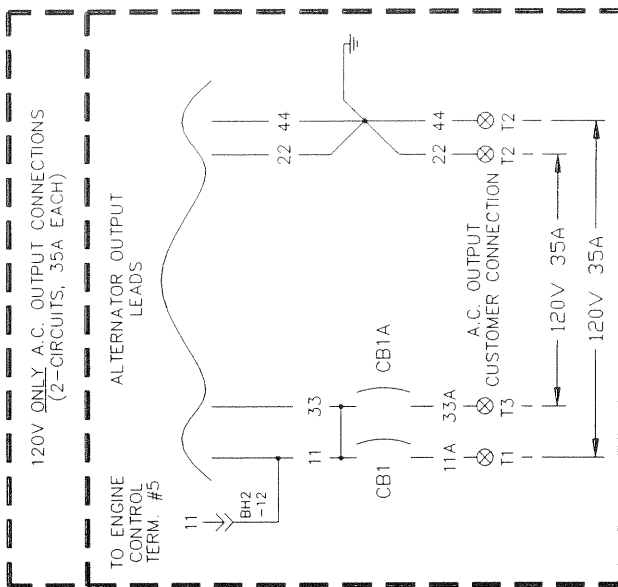 120V ONLY A.C. OUTPUT CONNECTIONS
(2-CIRCUITS, 35A EACH)
TO ENGINE
CONTROL
TERM. #5
ALTERNATOR OUTPUT
LEADS
11
BH2
-12
11
33
22
44
CB1
CB1A
11A
33A
22
44
A.C. OUTPUT
CUSTOMER CONNECTION
T1
T3
T2
T2
120V 35A
120V 35A